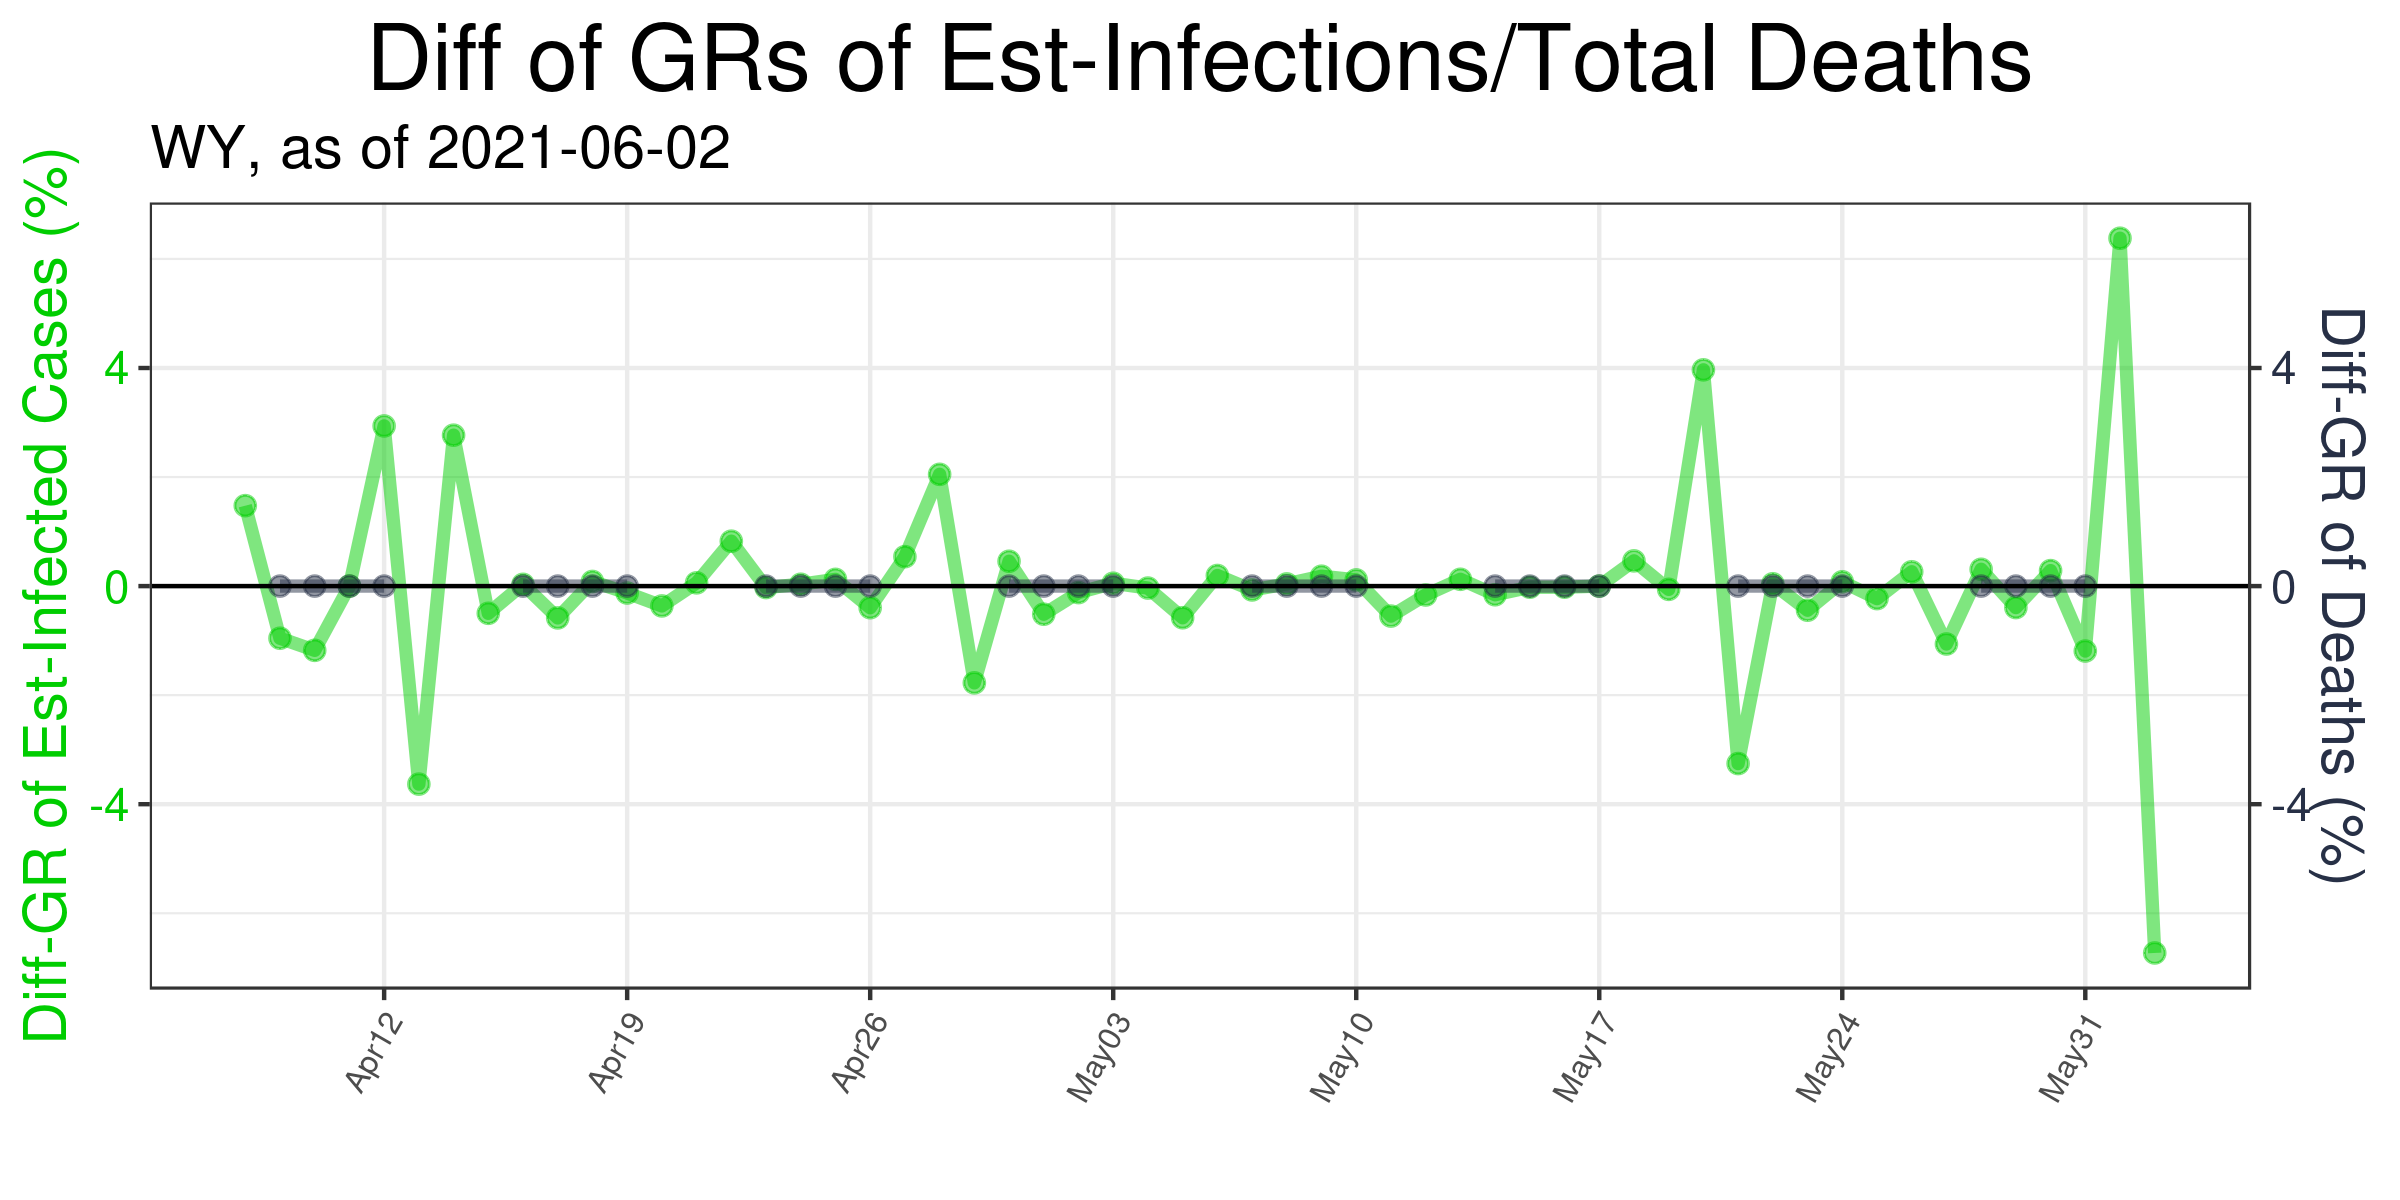 Diff of GRs of Est-Infections/Total Deaths
WY, as of 2021-06-02
Diff-GR of Est-Infected Cases (%)
4
0
-4
4
0
-4
Diff-GR of Deaths (%)
Apr12
Apr19
Apr26
May03
May10
May17
May24
May31